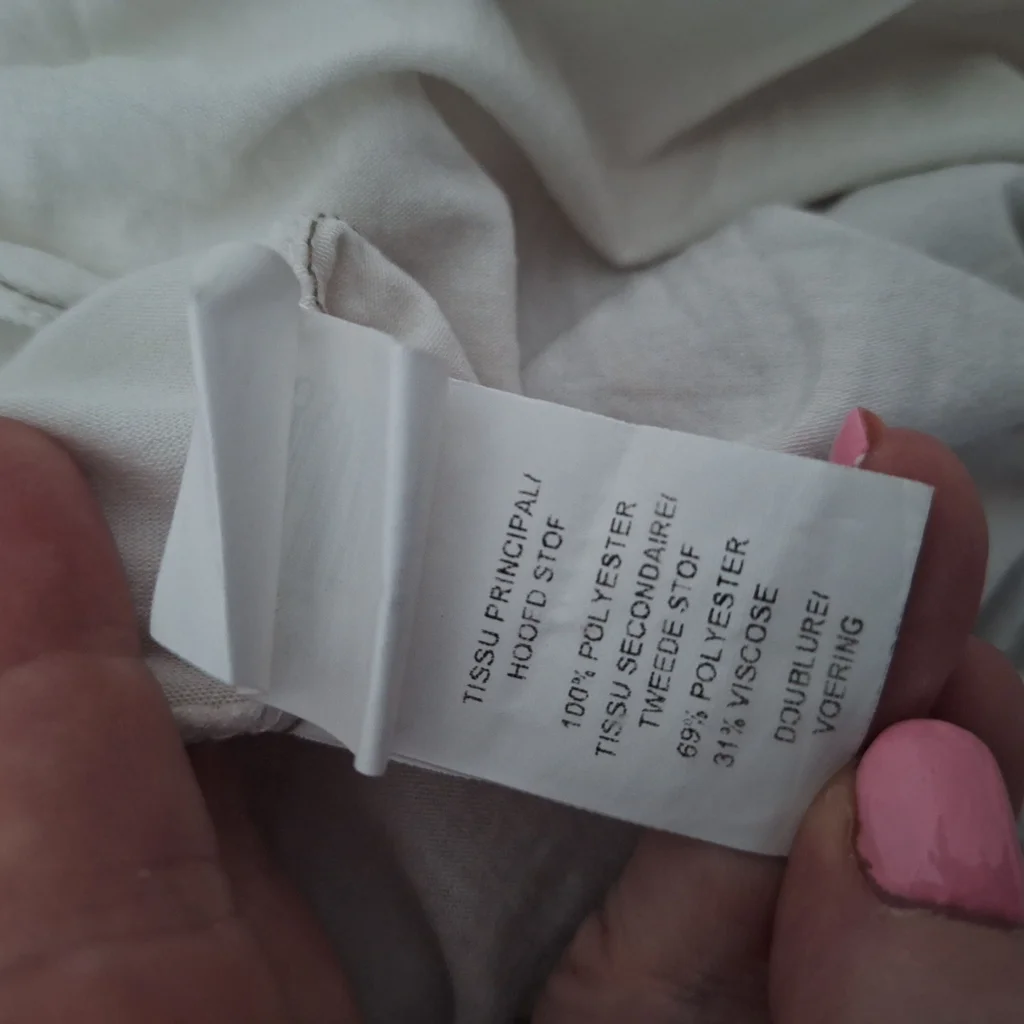 TISSU PRINCIPAL/
HOOFD STOF
100% POLYESTER
TISSU SECONDAIRE/
TWEEDE STOF
69% POLYESTER
31% VISCOSE
DOUBLURE/
VOERING